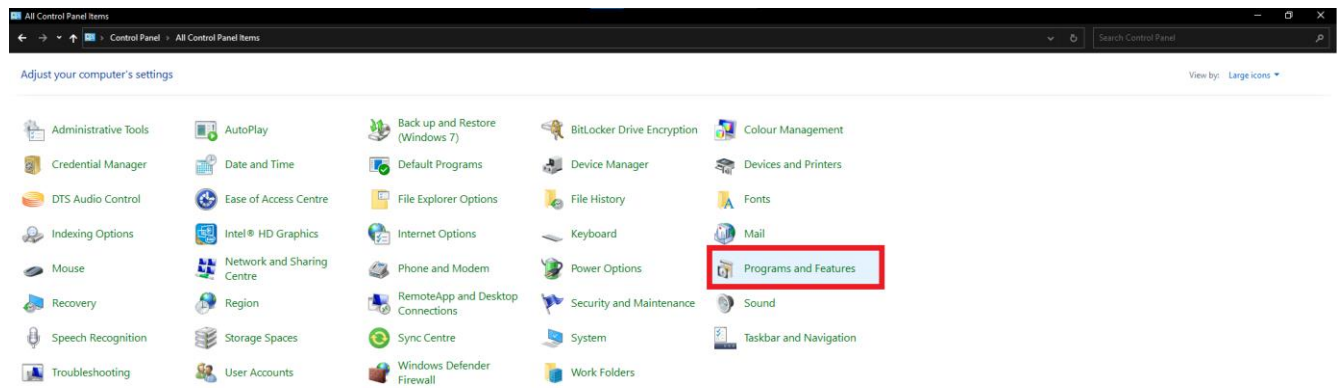 All Control Panel Items
Control Panel > All Control Panel Items
Search Control Panel
Adjust your computer's settings
View by: Large icons
Administrative Tools
AutoPlay
Back up and Restore
(Windows 7)
BitLocker Drive Encryption
Colour Management
Credential Manager
Date and Time
Default Programs
Device Manager
Devices and Printers
DTS Audio Control
Ease of Access Centre
File Explorer Options
File History
Fonts
Indexing Options
Intel® HD Graphics
Internet Options
Keyboard
Mail
Mouse
Network and Sharing
Centre
Phone and Modem
Power Options
Programs and Features
Recovery
Region
RemoteApp and Desktop
Connections
Security and Maintenance
Sound
Speech Recognition
Storage Spaces
Sync Centre
System
Taskbar and Navigation
Troubleshooting
User Accounts
Windows Defender
Firewall
Work Folders